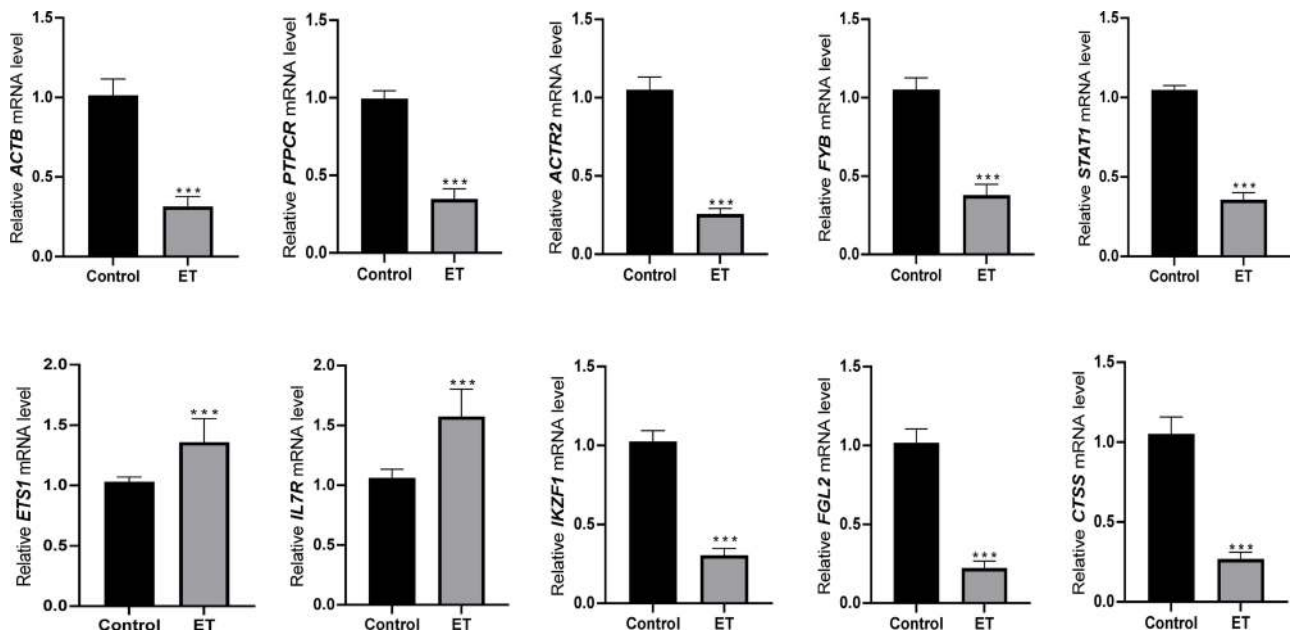 Relative ACTB mRNA level
1.5
1.0
0.5
0.0
***
Control ET
Relative PTPCR mRNA level
1.5
1.0
0.5
0.0
***
Control ET
Relative ACTR2 mRNA level
1.5
1.0
0.5
0.0
***
Control ET
Relative FYB mRNA level
1.5
1.0
0.5
0.0
***
Control ET
Relative STAT1 mRNA level
1.5
1.0
0.5
0.0
***
Control ET
Relative ETS1 mRNA level
2.0
1.5
1.0
0.5
0.0
***
Control ET
Relative IL7R mRNA level
2.0
1.5
1.0
0.5
0.0
***
Control ET
Relative IKZF1 mRNA level
1.5
1.0
0.5
0.0
***
Control ET
Relative FGL2 mRNA level
1.5
1.0
0.5
0.0
***
Control ET
Relative CTSS mRNA level
1.5
1.0
0.5
0.0
***
Control ET